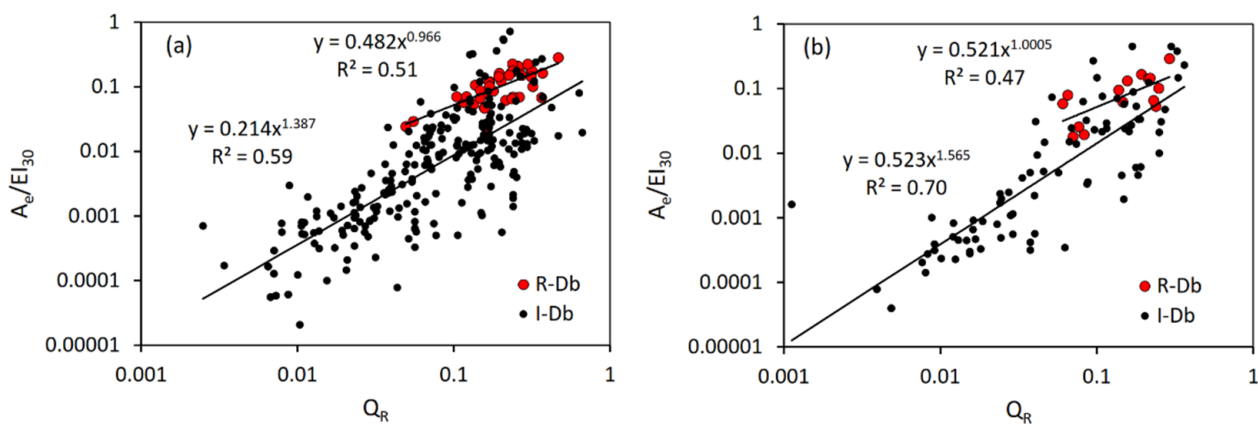 (a)
y = 0.482x^0.966
R² = 0.51
y = 0.214x^1.387
R² = 0.59
R-Db
I-Db
1
0.1
0.01
0.001
0.0001
0.00001
0.001
0.01
0.1
1
Aₑ/EI₃₀
Q_R
(b)
y = 0.521x^1.0005
R² = 0.47
y = 0.523x^1.565
R² = 0.70
R-Db
I-Db
1
0.1
0.01
0.001
0.0001
0.00001
0.001
0.01
0.1
1
Aₑ/EI₃₀
Q_R